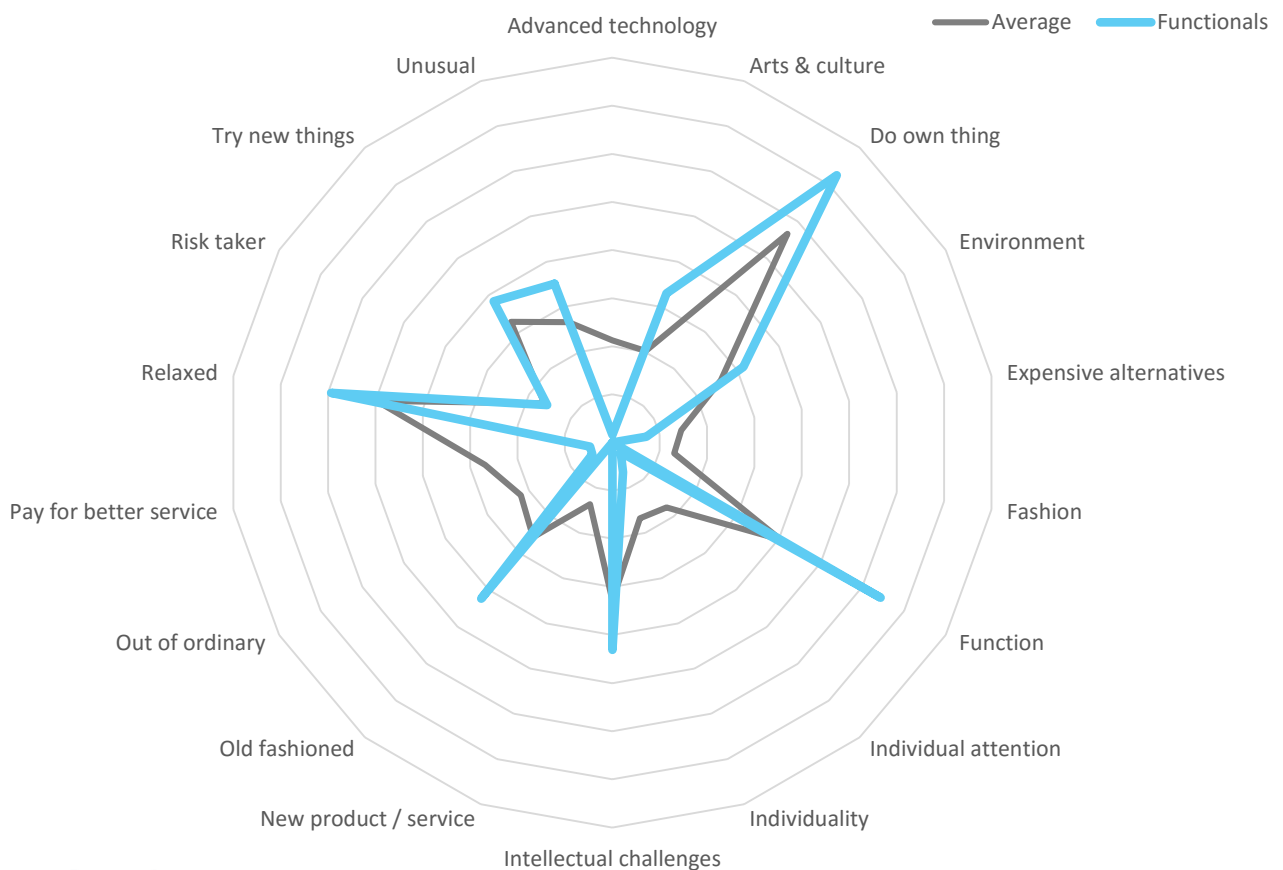 Average
Functionals
Advanced technology
Arts & culture
Do own thing
Environment
Expensive alternatives
Fashion
Function
Individual attention
Individuality
Intellectual challenges
New product / service
Old fashioned
Out of ordinary
Pay for better service
Relaxed
Risk taker
Try new things
Unusual